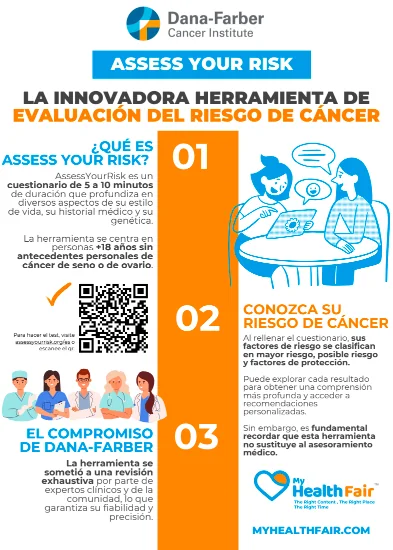 Dana-Farber
Cancer Institute
ASSESS YOUR RISK
LA INNOVADORA HERRAMIENTA DE
EVALUACIÓN DEL RIESGO DE CÁNCER
¿QUÉ ES
ASSESS YOUR RISK?
AssessYourRisk es un
cuestionario de 5 a 10 minutos
de duración que profundiza en
diversos aspectos de su estilo
de vida, su historial médico y su
genética.
La herramienta se centra en
personas +18 años sin
antecedentes personales de
cáncer de seno o de ovario.
01
Para hacer el test, visite
assessyourrisk.org/es o
escanee el qr.
02
CONOZCA SU
RIESGO DE CÁNCER
Al rellenar el cuestionario, sus
factores de riesgo se clasifican
en mayor riesgo, posible riesgo
y factores de protección.
Puede explorar cada resultado
para obtener una comprensión
más profunda y acceder a
recomendaciones
personalizadas.
Sin embargo, es fundamental
recordar que esta herramienta
no sustituye al asesoramiento
médico.
EL COMPROMISO
DE DANA-FARBER
La herramienta se
sometió a una revisión
exhaustiva por parte de
expertos clínicos y de la
comunidad, lo que
garantiza su fiabilidad y
precisión.
03
My
HealthFair™
The Right Content, The Right Place
The Right Time
MYHEALTHFAIR.COM